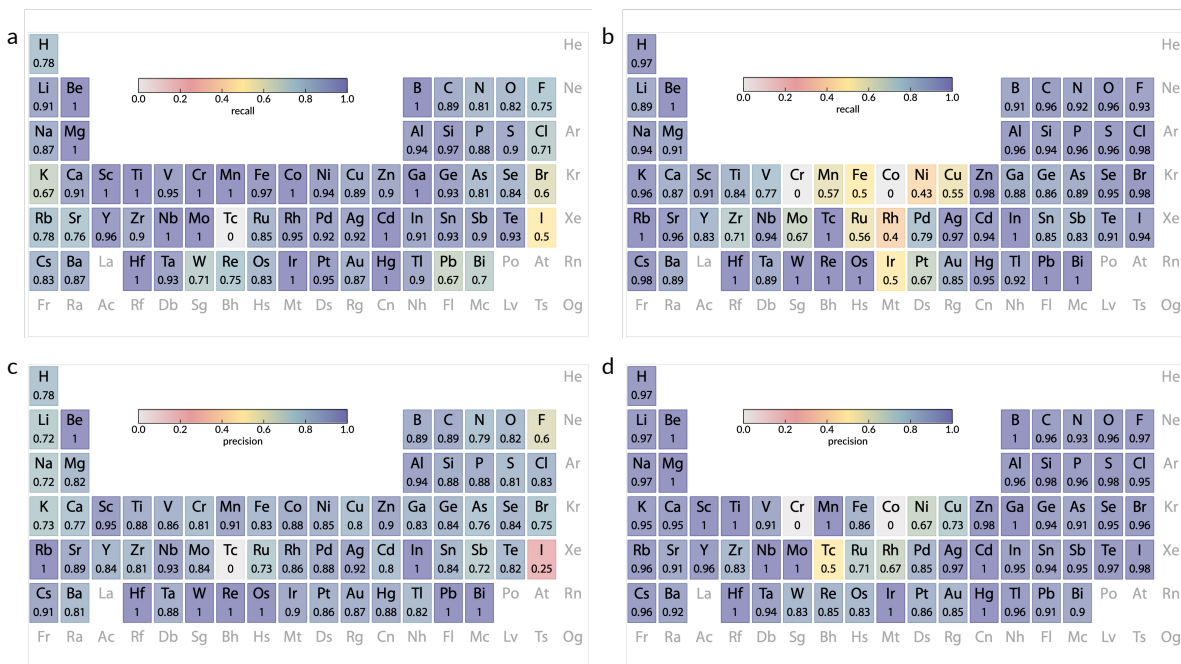 a
H He
0.78
Li Be B C N O F Ne
0.91 1 1 0.89 0.81 0.82 0.75
0.0 0.2 0.4 0.6 0.8 1.0
recall
Na Mg Al Si P S Cl Ar
0.87 1 0.94 0.97 0.88 0.9 0.71
K Ca Sc Ti V Cr Mn Fe Co Ni Cu Zn Ga Ge As Se Br Kr
0.67 0.91 1 1 0.95 1 1 0.97 1 0.94 0.89 0.9 1 0.93 0.81 0.84 0.6
Rb Sr Y Zr Nb Mo Tc Ru Rh Pd Ag Cd In Sn Sb Te I Xe
0.78 0.76 0.96 0.9 1 1 0 0.85 0.95 0.92 0.92 1 0.91 0.93 0.9 0.93 0.5
Cs Ba La Hf Ta W Re Os Ir Pt Au Hg Tl Pb Bi Po At Rn
0.83 0.87 1 0.93 0.71 0.75 0.83 1 0.95 0.87 1 0.9 0.67 0.7
Fr Ra Ac Rf Db Sg Bh Hs Mt Ds Rg Cn Nh Fl Mc Lv Ts Og
b
H He
0.97
Li Be B C N O F Ne
0.89 1 0.91 0.96 0.92 0.96 0.93
0.0 0.2 0.4 0.6 0.8 1.0
recall
Na Mg Al Si P S Cl Ar
0.94 0.91 0.96 0.94 0.96 0.96 0.98
K Ca Sc Ti V Cr Mn Fe Co Ni Cu Zn Ga Ge As Se Br Kr
0.96 0.87 0.91 0.84 0.77 0 0.57 0.5 0 0.43 0.55 0.98 0.88 0.86 0.89 0.95 0.98
Rb Sr Y Zr Nb Mo Tc Ru Rh Pd Ag Cd In Sn Sb Te I Xe
1 0.96 0.83 0.71 0.94 0.67 1 0.56 0.4 0.79 0.97 0.94 1 0.85 0.83 0.91 0.94
Cs Ba La Hf Ta W Re Os Ir Pt Au Hg Tl Pb Bi Po At Rn
0.98 0.89 1 0.89 1 1 1 0.5 0.67 0.85 0.95 0.92 1 1
Fr Ra Ac Rf Db Sg Bh Hs Mt Ds Rg Cn Nh Fl Mc Lv Ts Og
c
H He
0.78
Li Be B C N O F Ne
0.72 1 0.89 0.89 0.79 0.82 0.6
0.0 0.2 0.4 0.6 0.8 1.0
precision
Na Mg Al Si P S Cl Ar
0.72 0.82 0.94 0.88 0.88 0.81 0.83
K Ca Sc Ti V Cr Mn Fe Co Ni Cu Zn Ga Ge As Se Br Kr
0.73 0.77 0.95 0.88 0.86 0.81 0.91 0.83 0.88 0.85 0.8 0.9 0.83 0.84 0.76 0.84 0.75
Rb Sr Y Zr Nb Mo Tc Ru Rh Pd Ag Cd In Sn Sb Te I Xe
1 0.89 0.84 0.81 0.93 0.84 0 0.73 0.86 0.88 0.92 0.8 1 0.84 0.72 0.82 0.25
Cs Ba La Hf Ta W Re Os Ir Pt Au Hg Tl Pb Bi Po At Rn
0.91 0.81 1 0.88 1 1 1 0.9 0.86 0.87 0.88 0.82 1 1
Fr Ra Ac Rf Db Sg Bh Hs Mt Ds Rg Cn Nh Fl Mc Lv Ts Og
d
H He
0.97
Li Be B C N O F Ne
0.97 1 1 0.96 0.93 0.96 0.97
0.0 0.2 0.4 0.6 0.8 1.0
precision
Na Mg Al Si P S Cl Ar
0.97 1 0.96 0.98 0.96 0.98 0.95
K Ca Sc Ti V Cr Mn Fe Co Ni Cu Zn Ga Ge As Se Br Kr
0.95 0.95 1 1 0.91 0 1 0.86 0 0.67 0.73 0.98 1 0.94 0.91 0.95 0.96
Rb Sr Y Zr Nb Mo Tc Ru Rh Pd Ag Cd In Sn Sb Te I Xe
0.96 0.91 0.96 0.83 1 1 0.5 0.71 0.67 0.85 0.97 1 0.95 0.94 0.95 0.97 0.98
Cs Ba La Hf Ta W Re Os Ir Pt Au Hg Tl Pb Bi Po At Rn
0.96 0.92 1 0.94 0.83 0.85 0.83 1 0.86 0.85 1 0.96 0.91 0.9
Fr Ra Ac Rf Db Sg Bh Hs Mt Ds Rg Cn Nh Fl Mc Lv Ts Og